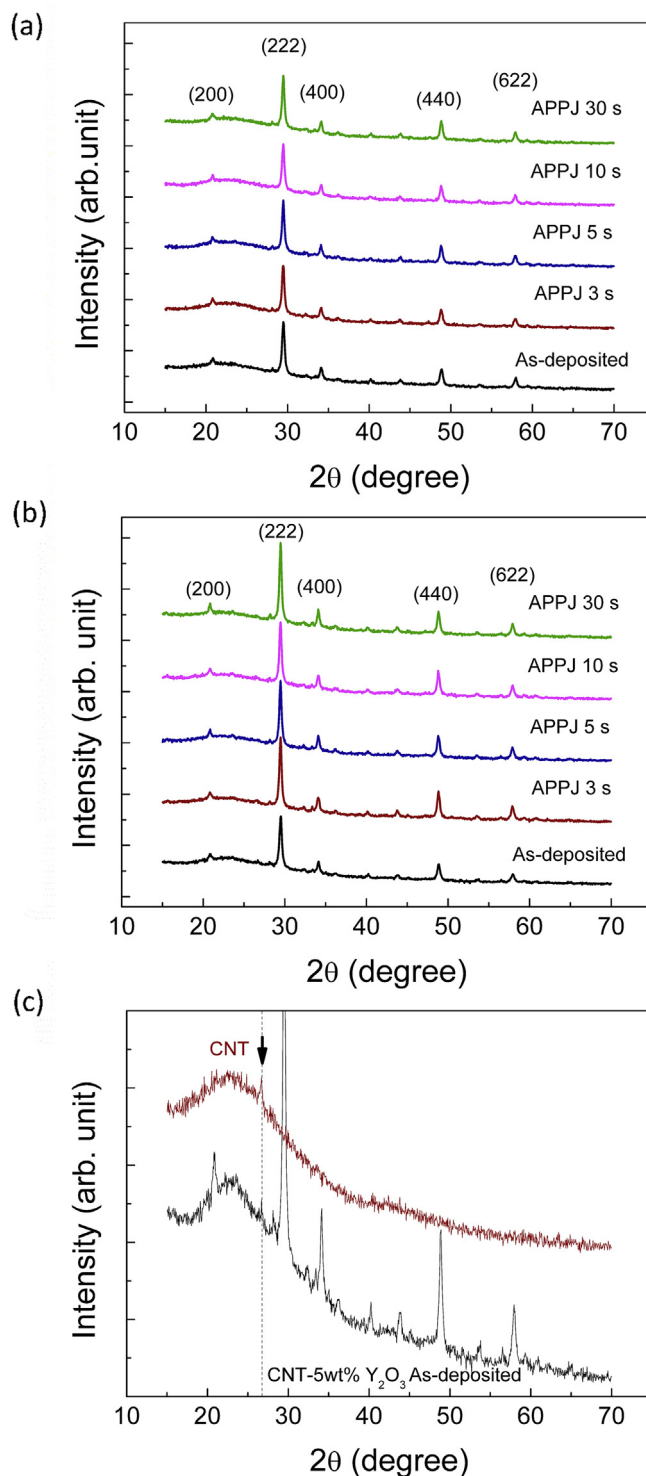 (a)
(222)
(200)
(400)
(440)
(622)
APPJ 30 s
APPJ 10 s
APPJ 5 s
APPJ 3 s
As-deposited
Intensity (arb.unit)
10 20 30 40 50 60 70
2θ (degree)
(b)
(222)
(200)
(400)
(440)
(622)
APPJ 30 s
APPJ 10 s
APPJ 5 s
APPJ 3 s
As-deposited
Intensity (arb. unit)
10 20 30 40 50 60 70
2θ (degree)
(c)
CNT
CNT-5wt% Y₂O₃ As-deposited
Intensity (arb. unit)
10 20 30 40 50 60 70
2θ (degree)